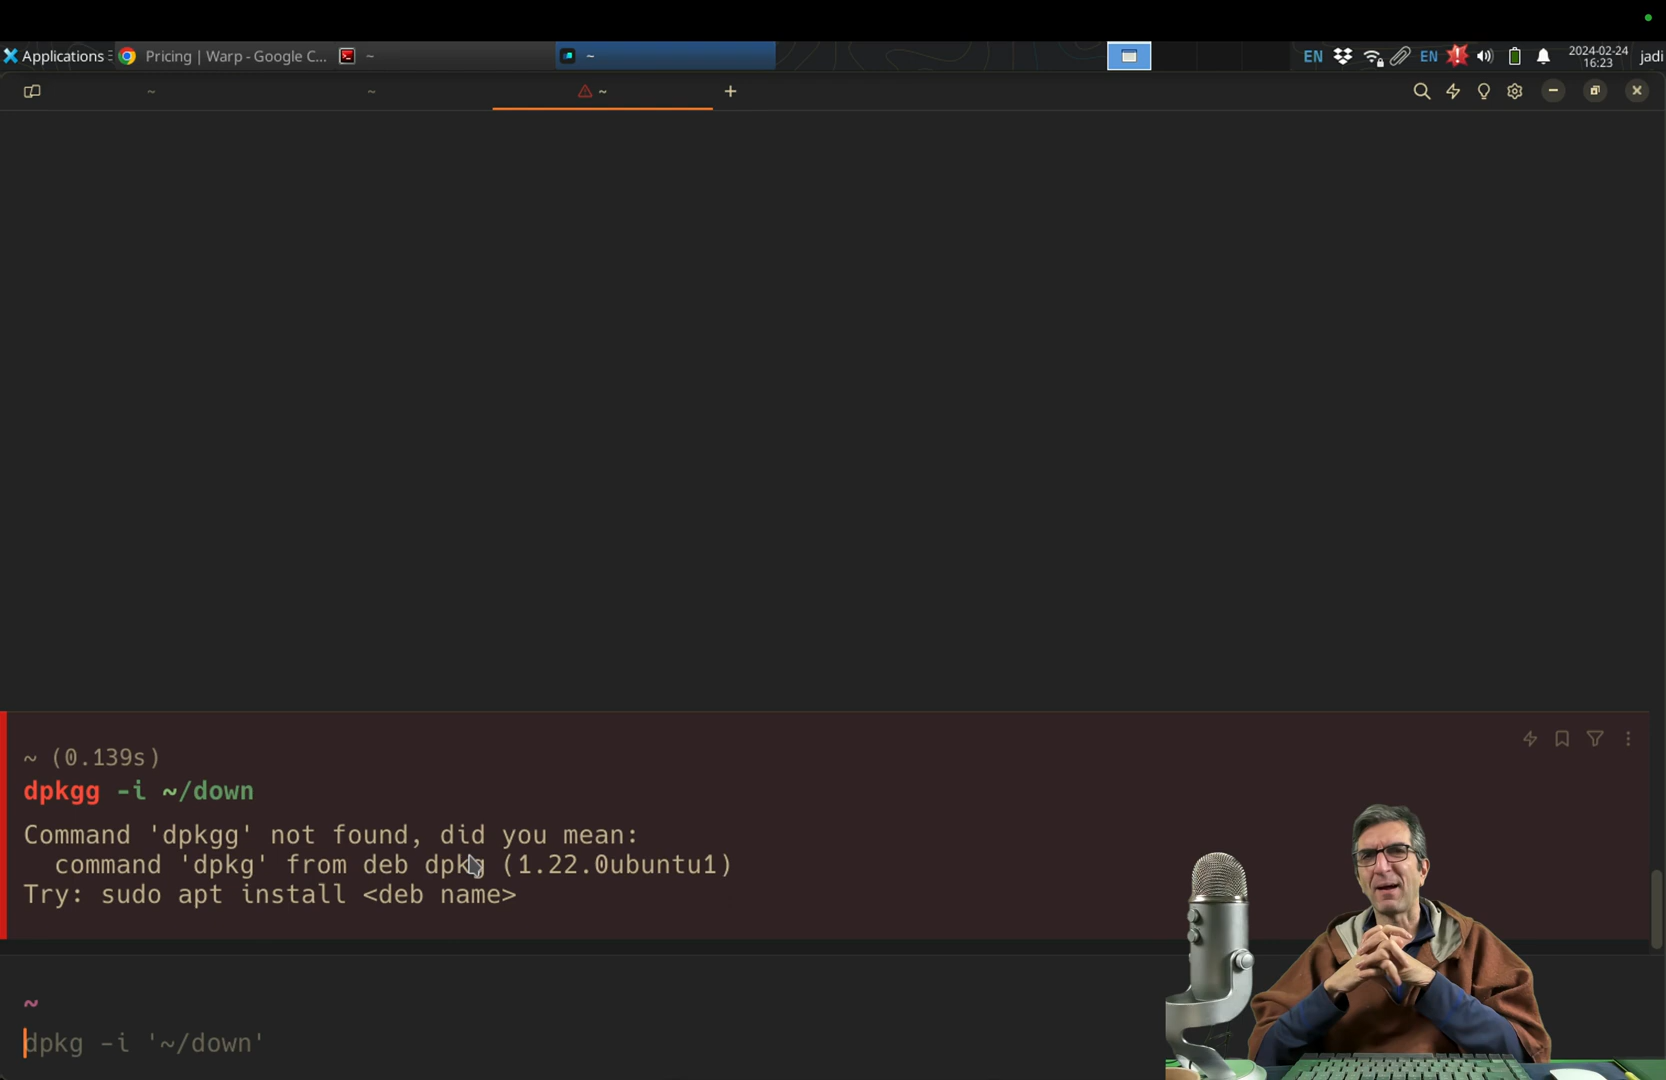 Applications
Pricing | Warp - Google C...
~
~
EN
EN
2024-02-24
16:23
jadi
~
~
~
~ (0.139s)
dpkgg -i ~/down
Command 'dpkgg' not found, did you mean:
command 'dpkg' from deb dpkg (1.22.0ubuntu1)
Try: sudo apt install <deb name>
~
dpkg -i '~/down'